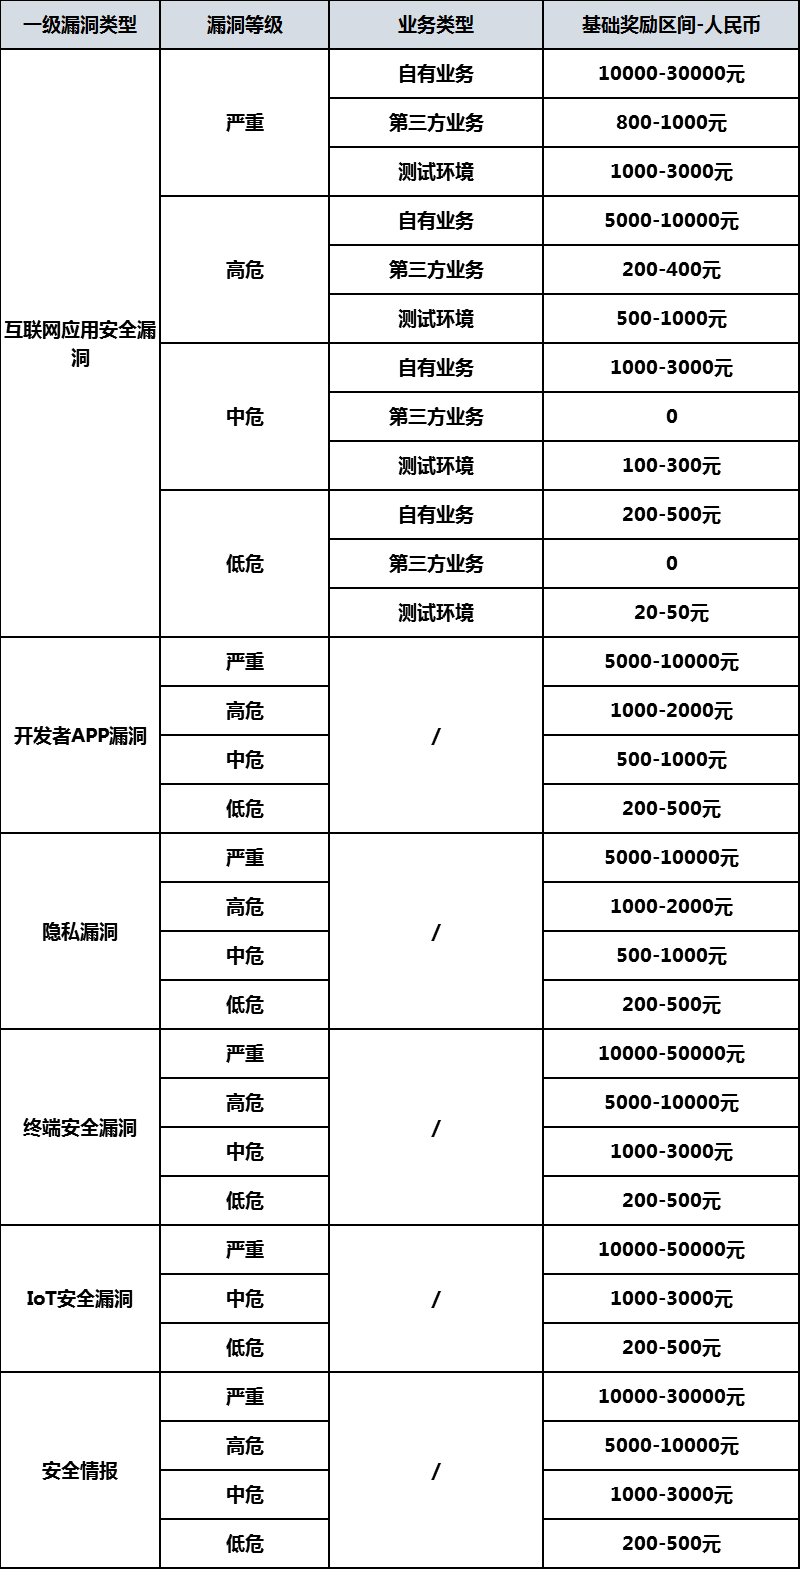 一级漏洞类型 漏洞等级 业务类型 基础奖励区间-人民币
互联网应用安全漏
洞
严重
自有业务 10000-30000元
第三方业务 800-1000元
测试环境 1000-3000元
高危
自有业务 5000-10000元
第三方业务 200-400元
测试环境 500-1000元
中危
自有业务 1000-3000元
第三方业务 0
测试环境 100-300元
低危
自有业务 200-500元
第三方业务 0
测试环境 20-50元
开发者APP漏洞
/
严重 5000-10000元
高危 1000-2000元
中危 500-1000元
低危 200-500元
隐私漏洞
/
严重 5000-10000元
高危 1000-2000元
中危 500-1000元
低危 200-500元
终端安全漏洞
/
严重 10000-50000元
高危 5000-10000元
中危 1000-3000元
低危 200-500元
IoT安全漏洞
/
严重 10000-50000元
中危 1000-3000元
低危 200-500元
安全情报
/
严重 10000-30000元
高危 5000-10000元
中危 1000-3000元
低危 200-500元